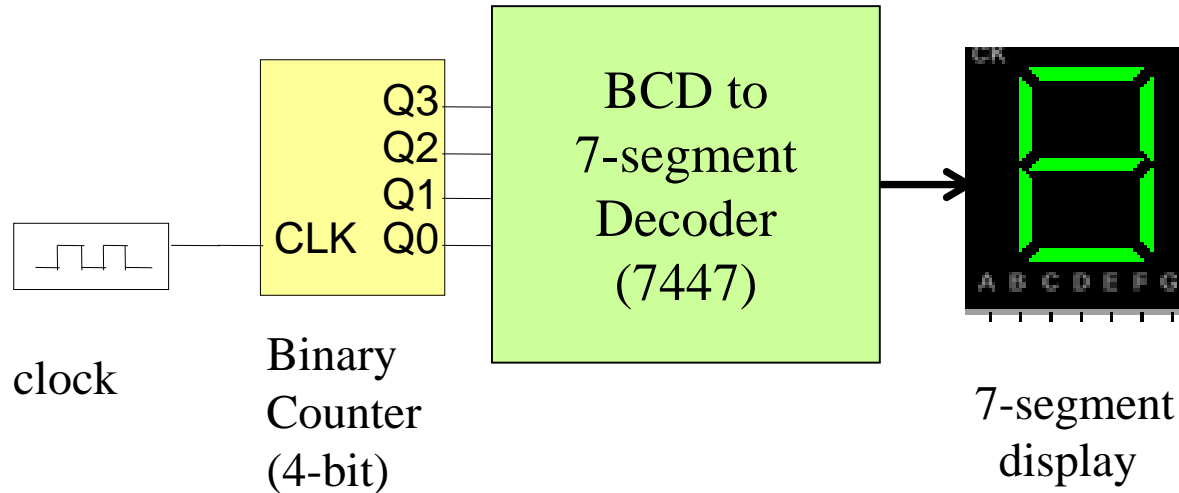 clock
CLK
Q3
Q2
Q1
Q0
Binary
Counter
(4-bit)
BCD to
7-segment
Decoder
(7447)
CK
A B C D E F G
7-segment
display